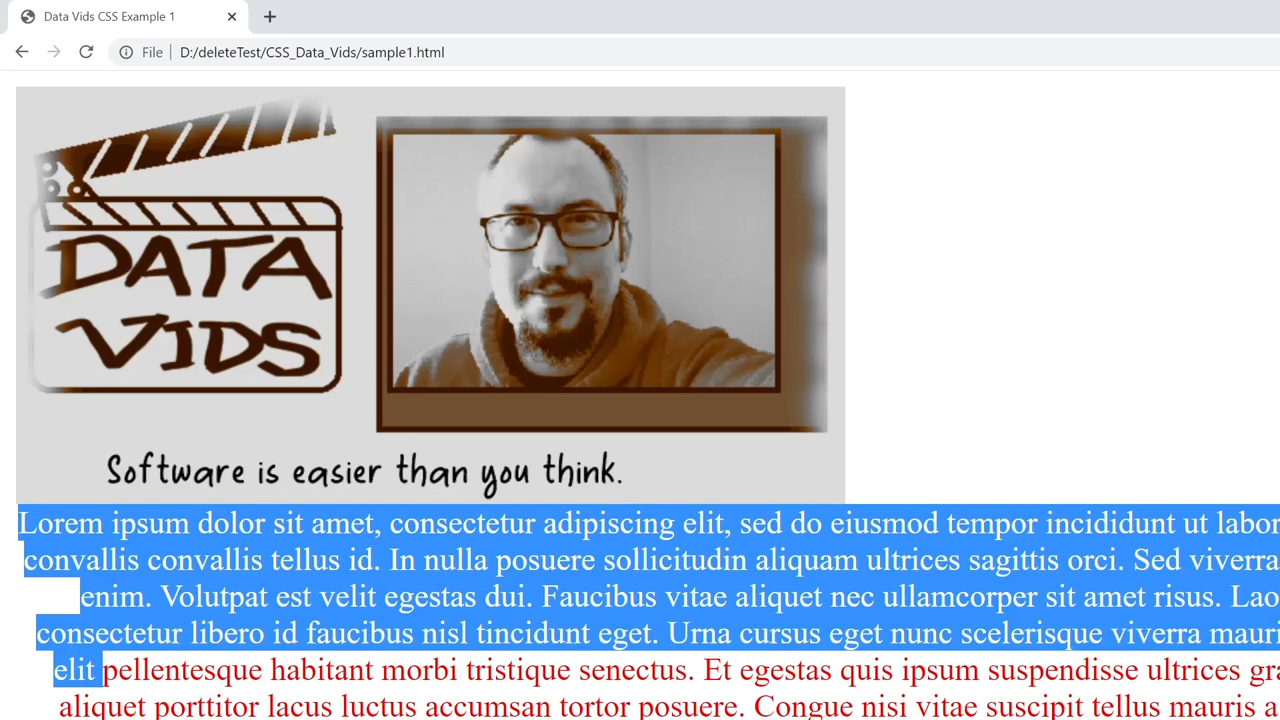 Data Vids CSS Example 1
File D:/deleteTest/CSS_Data_Vids/sample1.html
DATA
VIDS
Software is easier than you think.
Lorem ipsum dolor sit amet, consectetur adipiscing elit, sed do eiusmod tempor incididunt ut labor
convallis convallis tellus id. In nulla posuere sollicitudin aliquam ultrices sagittis orci. Sed viverra
enim. Volutpat est velit egestas dui. Faucibus vitae aliquet nec ullamcorper sit amet risus. Lao
consectetur libero id faucibus nisl tincidunt eget. Urna cursus eget nunc scelerisque viverra mauri
elit pellentesque habitant morbi tristique senectus. Et egestas quis ipsum suspendisse ultrices gra
aliquet porttitor lacus luctus accumsan tortor posuere. Congue nisi vitae suscipit tellus mauris a